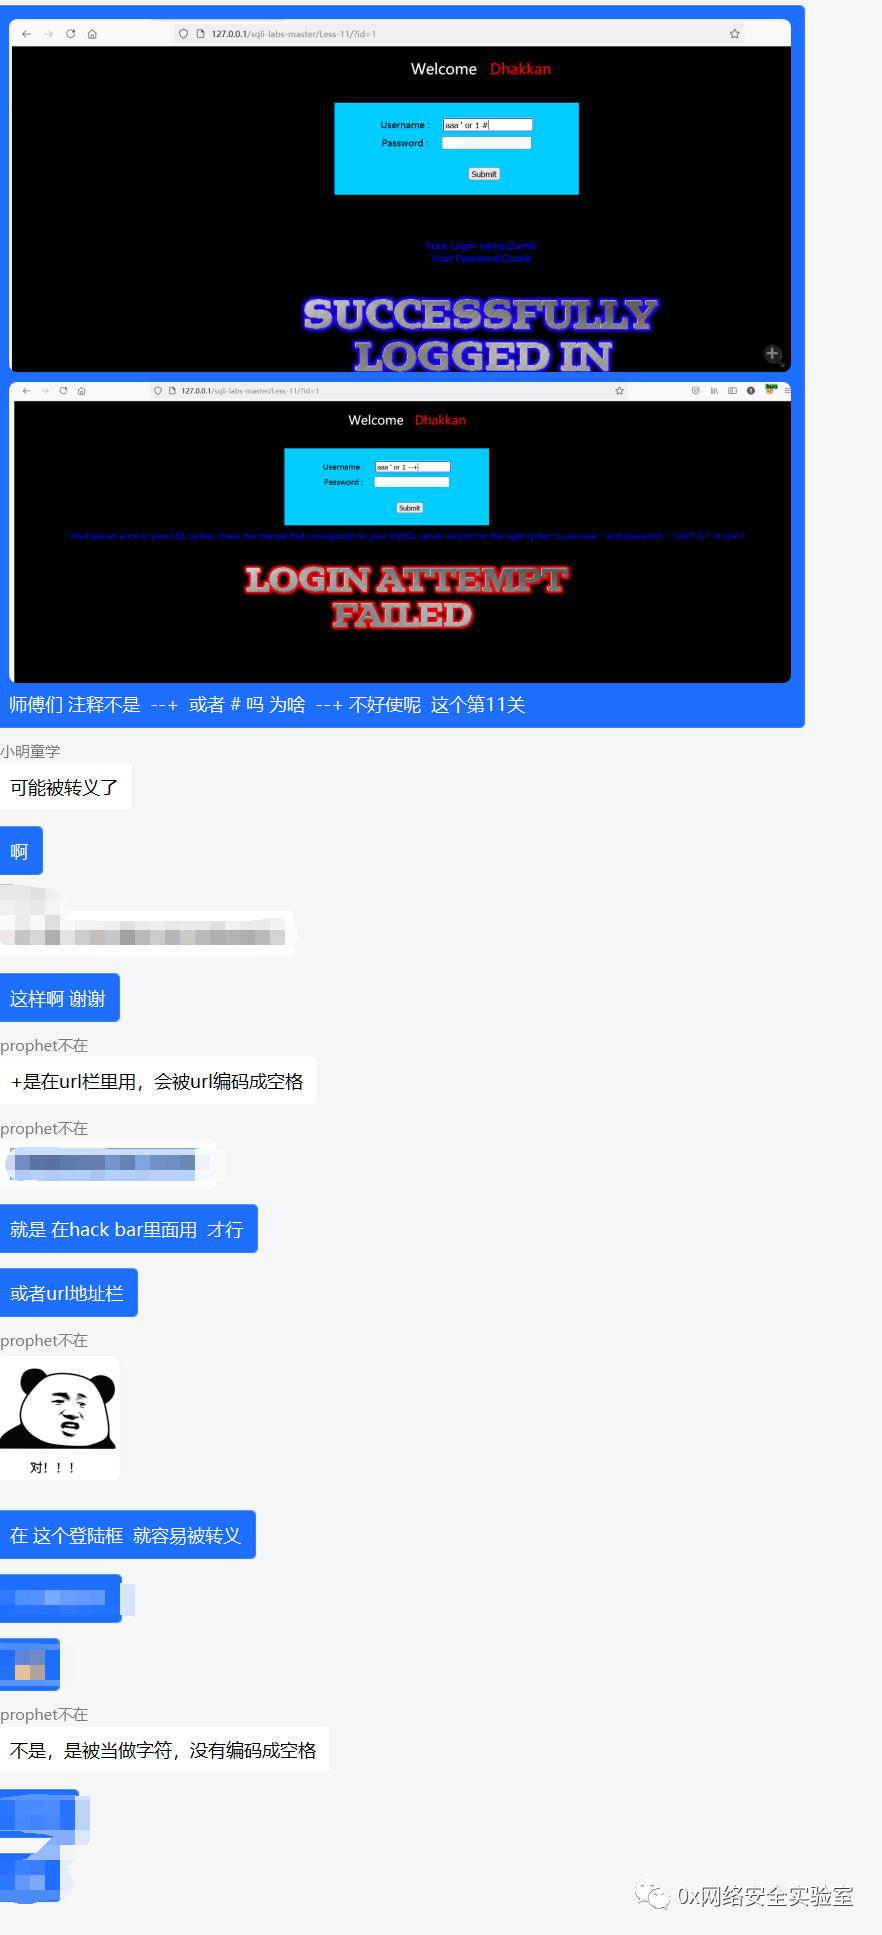 127.0.0.1/sqli-labs-master/Less-11/?id=1
Welcome Dhakkan
Username : aaa ' or 1 #
Password :
Submit
Your Login name:Dumb
Your Password:Dumb
SUCCESSFULLY
LOGGED IN
127.0.0.1/sqli-labs-master/Less-11/?id=1
Welcome Dhakkan
Username : aaa ' or 1 --+
Password :
Submit
You have an error in your SQL syntax; check the manual that corresponds to your MySQL server version for the right syntax to use near '' and password='' LIMIT 0,1' at line 1
LOGIN ATTEMPT
FAILED
师傅们 注释不是 --+ 或者 # 吗 为啥 --+ 不好使呢 这个第11关
小明童学
可能被转义了
啊
这样啊 谢谢
prophet不在
+是在url栏里用，会被url编码成空格
prophet不在
就是 在hack bar里面用 才行
或者url地址栏
prophet不在
对！！！
在 这个登陆框 就容易被转义
prophet不在
不是，是被当做字符，没有编码成空格
0x网络安全实验室